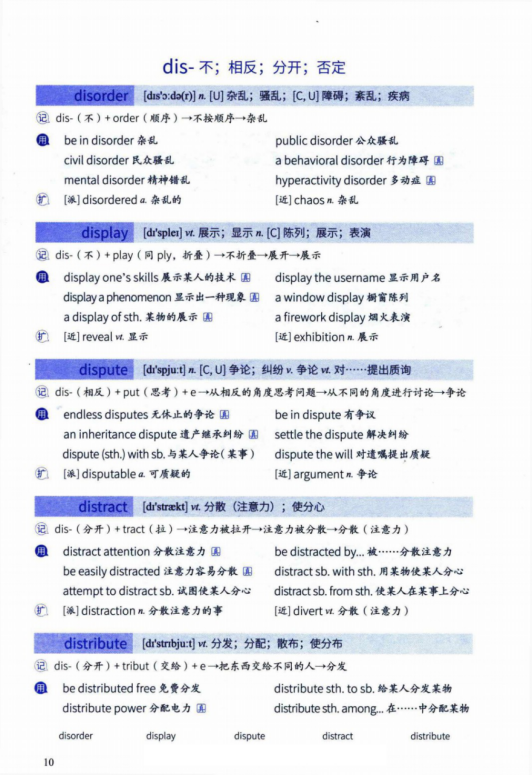 dis- 不；相反；分开；否定
disorder [dɪs'ɔ:də(r)] n. [U] 杂乱；骚乱；[C, U] 障碍；紊乱；疾病
记 dis-（不）+ order（顺序）→不按顺序→杂乱
用 be in disorder 杂乱 public disorder 公众骚乱
civil disorder 民众骚乱 a behavioral disorder 行为障碍 真
mental disorder 精神错乱 hyperactivity disorder 多动症 真
扩 [派] disordered a. 杂乱的 [近] chaos n. 杂乱
display [dɪ'spleɪ] vt. 展示；显示 n. [C] 陈列；展示；表演
记 dis-（不）+ play（同 ply，折叠）→不折叠→展开→展示
用 display one's skills 展示某人的技术 真 display the username 显示用户名
display a phenomenon 显示出一种现象 真 a window display 橱窗陈列
a display of sth. 某物的展示 真 a firework display 烟火表演
扩 [近] reveal vt. 显示 [近] exhibition n. 展示
dispute [dɪ'spju:t] n. [C, U] 争论；纠纷 v. 争论 vt. 对……提出质询
记 dis-（相反）+ put（思考）+ e→从相反的角度思考问题→从不同的角度进行讨论→争论
用 endless disputes 无休止的争论 真 be in dispute 有争议
an inheritance dispute 遗产继承纠纷 真 settle the dispute 解决纠纷
dispute (sth.) with sb. 与某人争论（某事） dispute the will 对遗嘱提出质疑
扩 [派] disputable a. 可质疑的 [近] argument n. 争论
distract [dɪ'strækt] vt. 分散（注意力）；使分心
记 dis-（分开）+ tract（拉）→注意力被拉开→注意力被分散→分散（注意力）
用 distract attention 分散注意力 真 be distracted by... 被……分散注意力
be easily distracted 注意力容易分散 真 distract sb. with sth. 用某物使某人分心
attempt to distract sb. 试图使某人分心 distract sb. from sth. 使某人在某事上分心
扩 [派] distraction n. 分散注意力的事 [近] divert vt. 分散（注意力）
distribute [dɪ'strɪbju:t] vt. 分发；分配；散布；使分布
记 dis-（分开）+ tribut（交给）+ e→把东西交给不同的人→分发
用 be distributed free 免费分发 distribute sth. to sb. 给某人分发某物
distribute power 分配电力 真 distribute sth. among... 在……中分配某物
disorder display dispute distract distribute
10